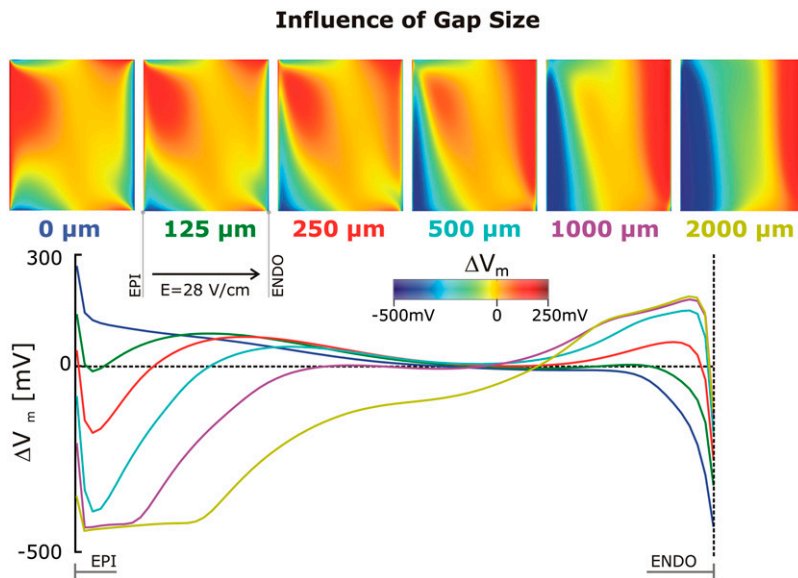 Influence of Gap Size
0 μm 125 μm 250 μm 500 μm 1000 μm 2000 μm
300
EPI
E=28 V/cm
ENDO
ΔVm
-500mV 0 250mV
0
ΔVm [mV]
-500
EPI ENDO